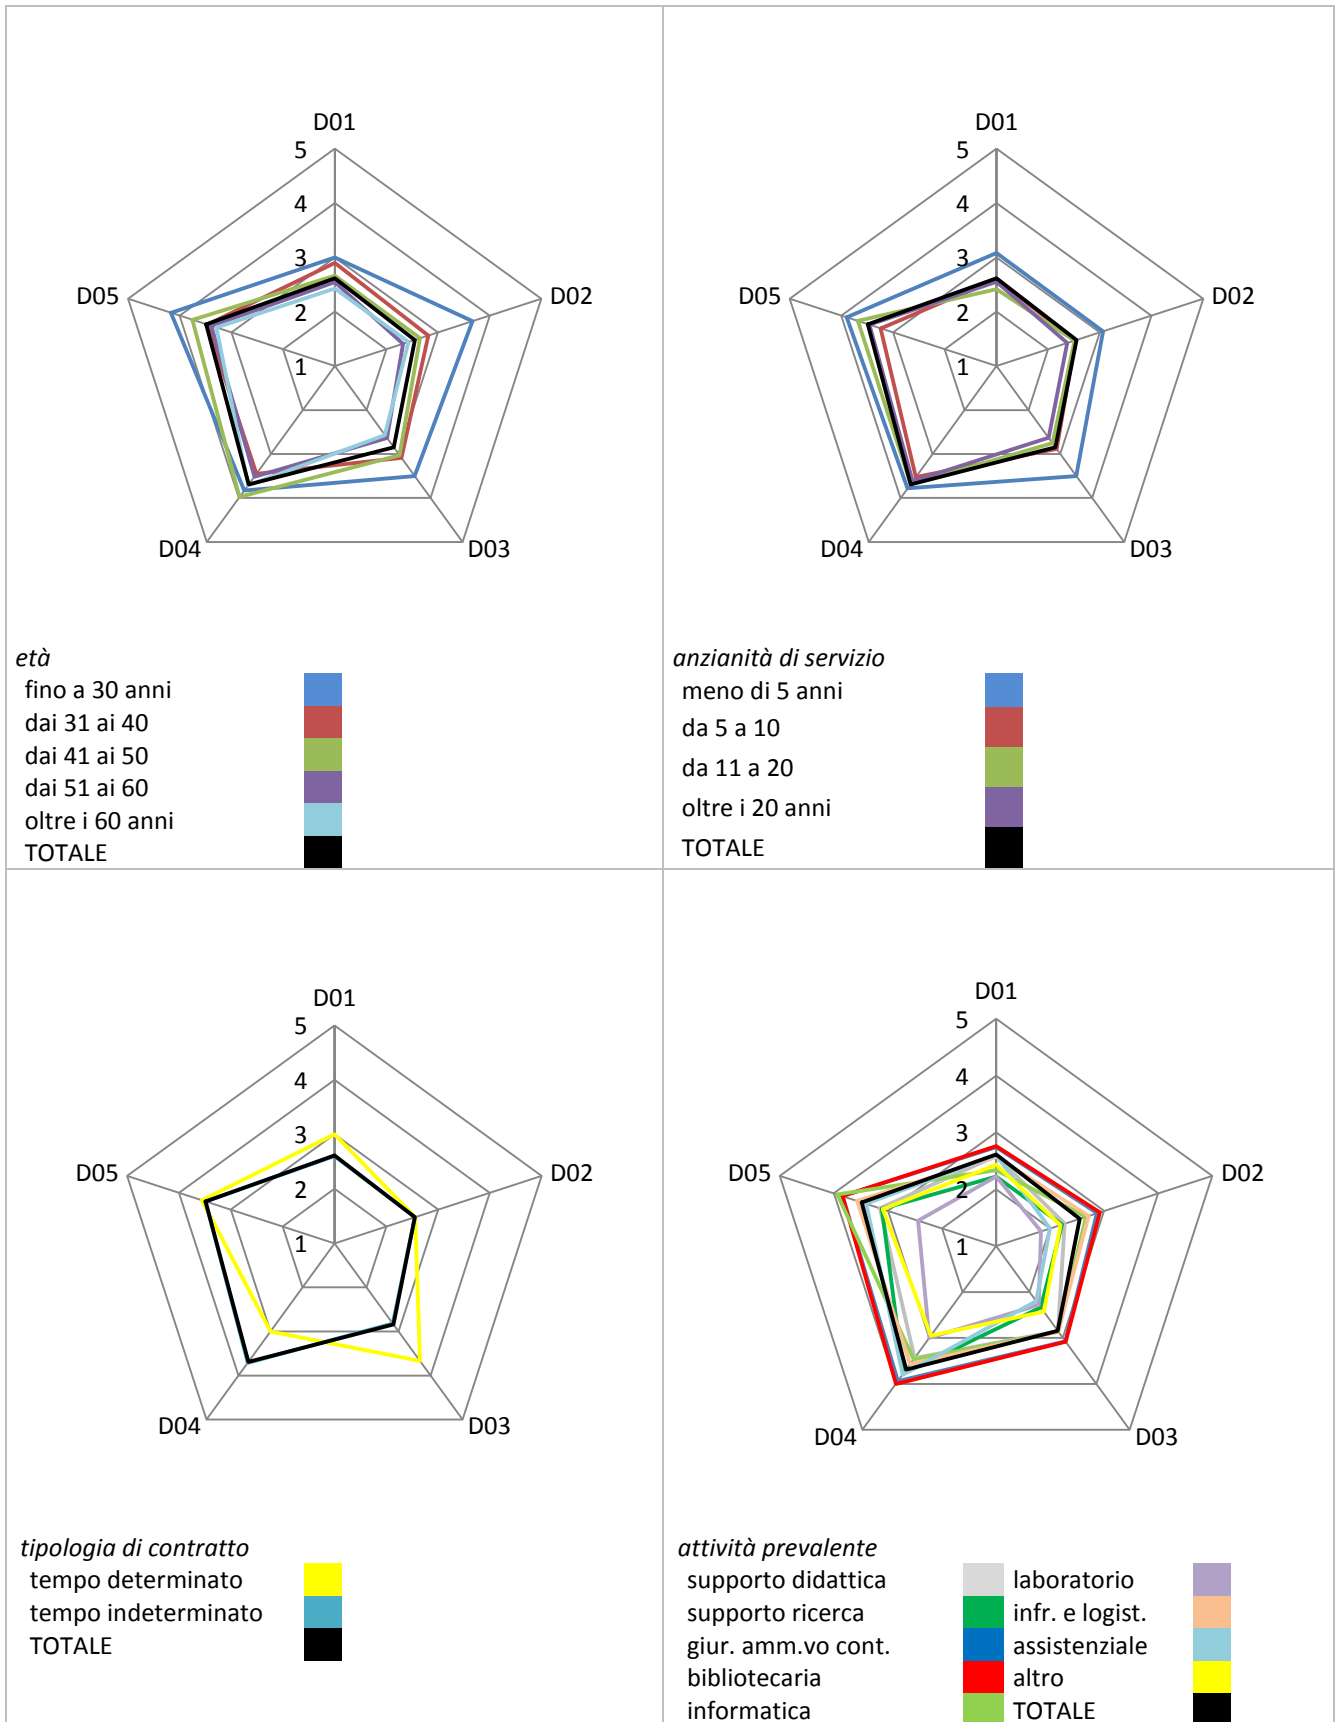 D01
5
4
3
2
1
D05
D02
D04
D03
età
fino a 30 anni
dai 31 ai 40
dai 41 ai 50
dai 51 ai 60
oltre i 60 anni
TOTALE
D01
5
4
3
2
1
D05
D02
D04
D03
anzianità di servizio
meno di 5 anni
da 5 a 10
da 11 a 20
oltre i 20 anni
TOTALE
D01
5
4
3
2
1
D05
D02
D04
D03
tipologia di contratto
tempo determinato
tempo indeterminato
TOTALE
D01
5
4
3
2
1
D05
D02
D04
D03
attività prevalente
supporto didattica laboratorio
supporto ricerca infr. e logist.
giur. amm.vo cont. assistenziale
bibliotecaria altro
informatica TOTALE